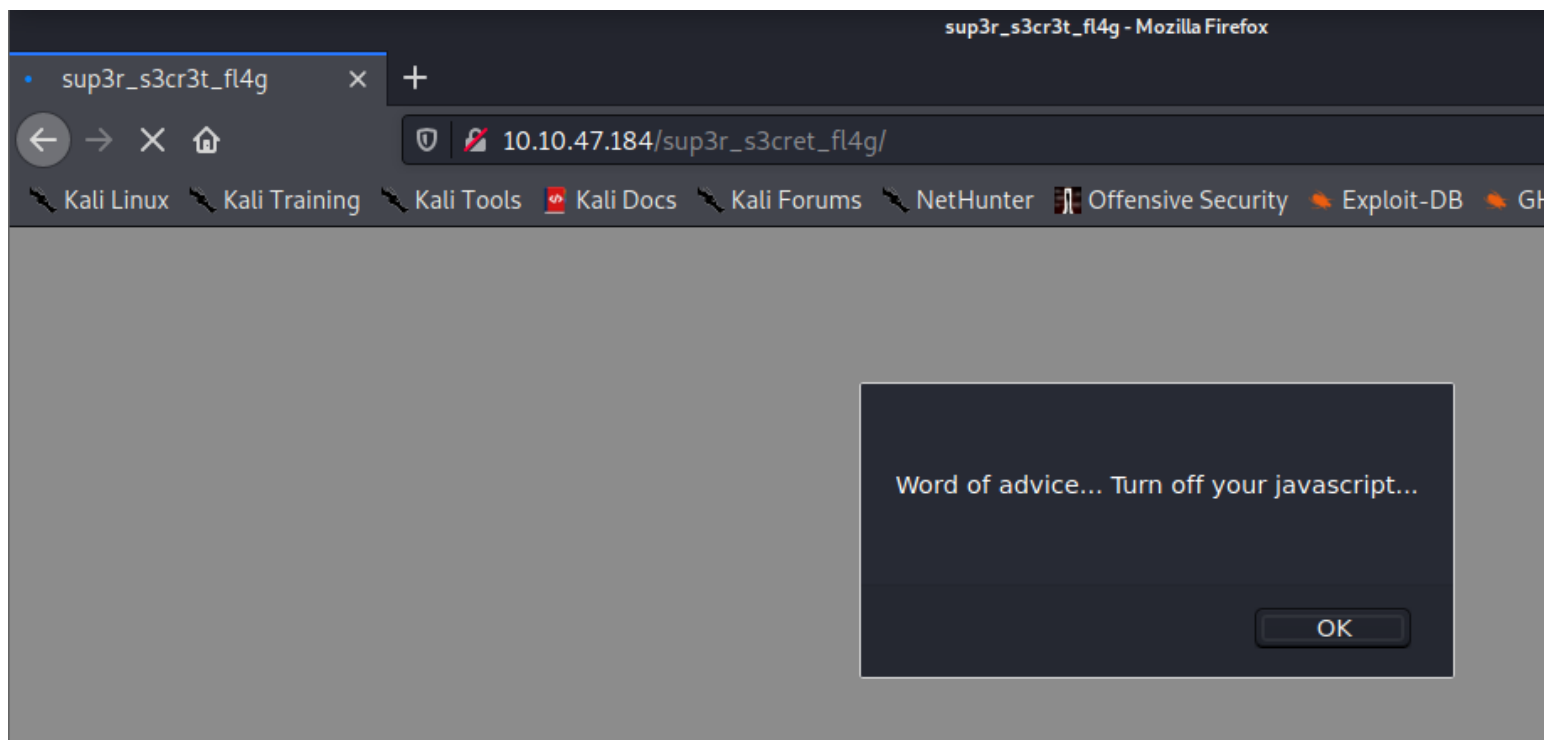 sup3r_s3cr3t_fl4g - Mozilla Firefox
sup3r_s3cr3t_fl4g
10.10.47.184/sup3r_s3cret_fl4g/
Kali Linux Kali Training Kali Tools Kali Docs Kali Forums NetHunter Offensive Security Exploit-DB GH
Word of advice... Turn off your javascript...
OK